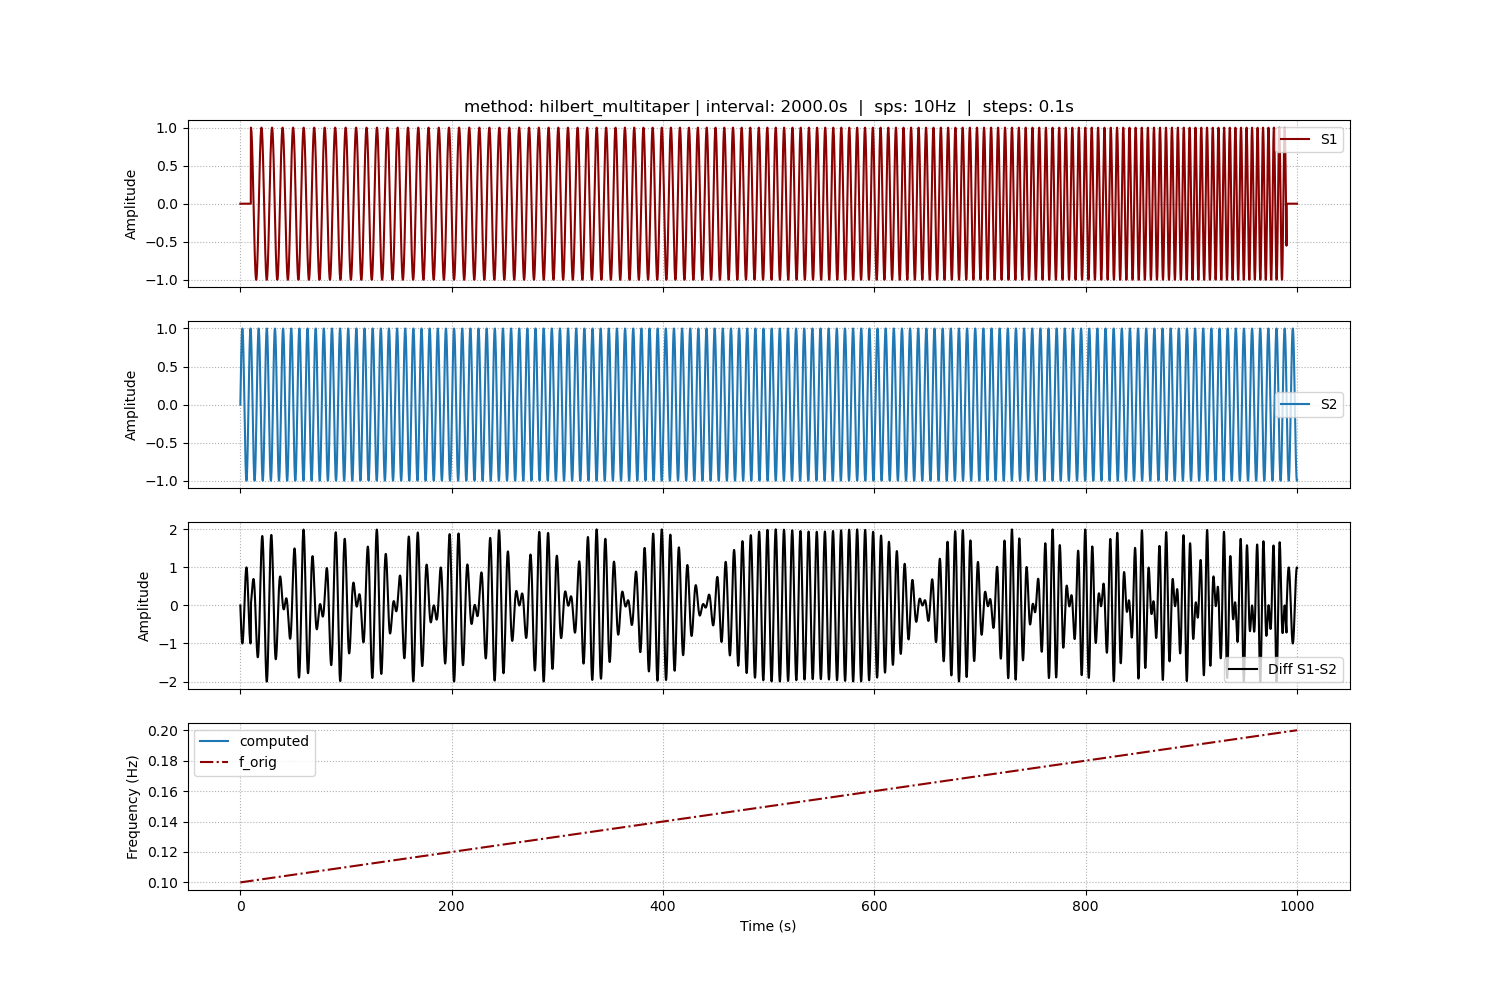 method: hilbert_multitaper | interval: 2000.0s | sps: 10Hz | steps: 0.1s
1.0
0.5
0.0
−0.5
−1.0
Amplitude
S1
1.0
0.5
0.0
−0.5
−1.0
Amplitude
S2
2
1
0
−1
−2
Amplitude
Diff S1-S2
0.20
0.18
0.16
0.14
0.12
0.10
Frequency (Hz)
computed
f_orig
0 200 400 600 800 1000
Time (s)